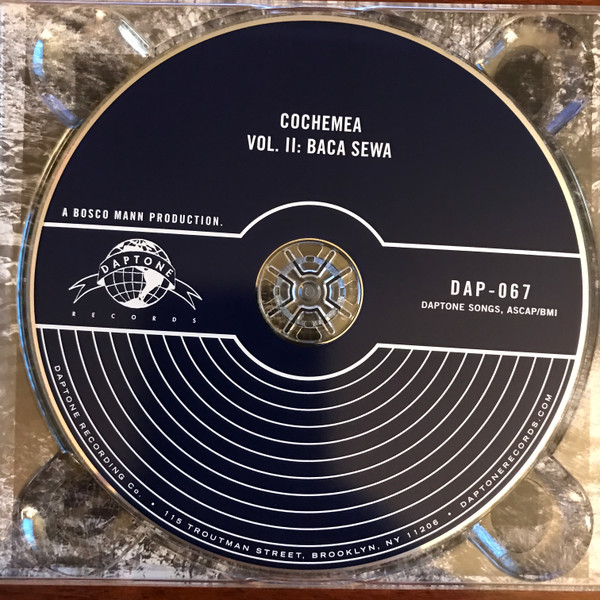 COCHEMEA
VOL. II: BACA SEWA
A BOSCO MANN PRODUCTION.
DAPTONE
RECORDS
DAP-067
DAPTONE SONGS, ASCAP/BMI
DAPTONE RECORDING Co. • 115 TROUTMAN STREET, BROOKLYN, NY 11206 • DAPTONERECORDS.COM